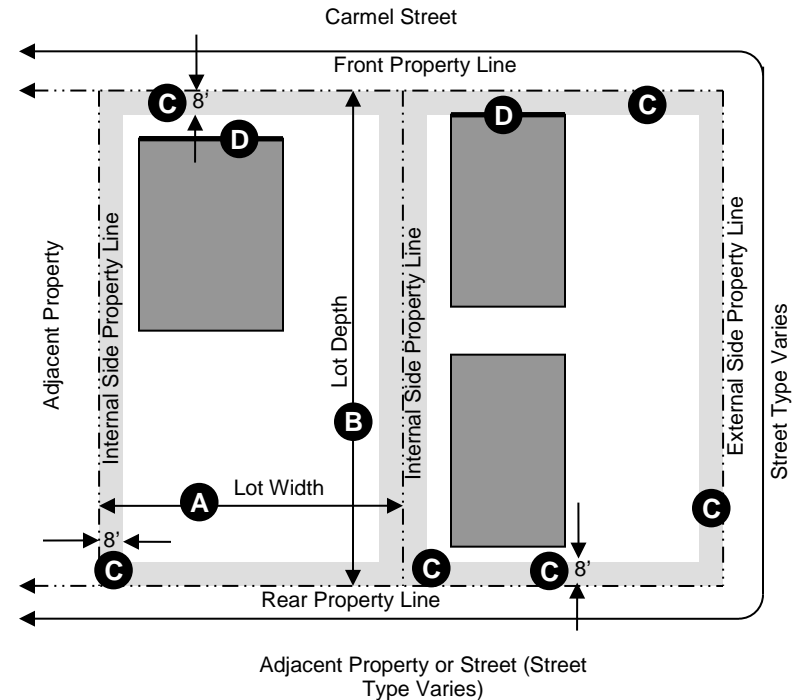 Carmel Street
Front Property Line
C
8'
C
D
D
Adjacent Property
Internal Side Property Line
Lot Depth
Internal Side Property Line
External Side Property Line
Street Type Varies
B
Lot Width
A
C
8'
C
C
C
8'
Rear Property Line
Adjacent Property or Street (Street
Type Varies)